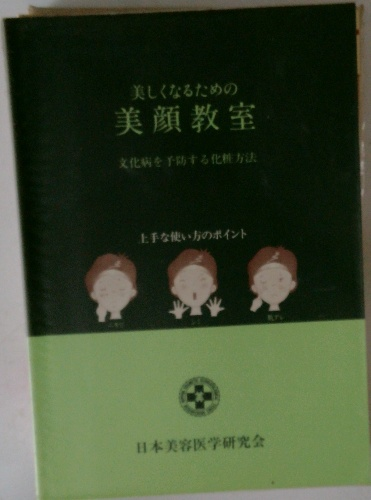 美しくなるための
美顔教室
文化病を予防する化粧方法
上手な使い方のポイント
日本美容医学研究会